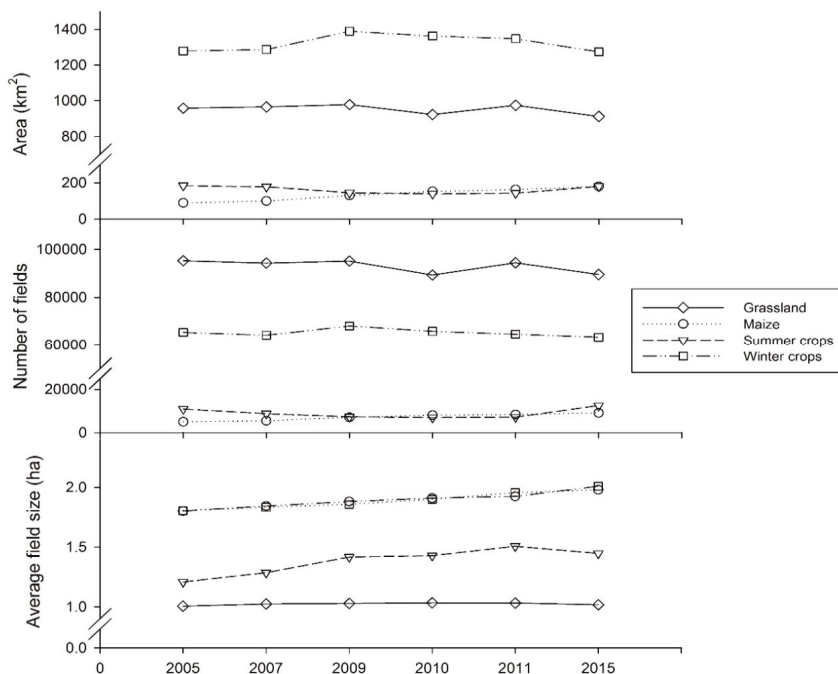 Area (km²)
1400
1200
1000
800
200
0
Number of fields
100000
80000
60000
20000
0
Average field size (ha)
2.0
1.5
1.0
0.0
0 2005 2007 2009 2010 2011 2015
Grassland
Maize
Summer crops
Winter crops